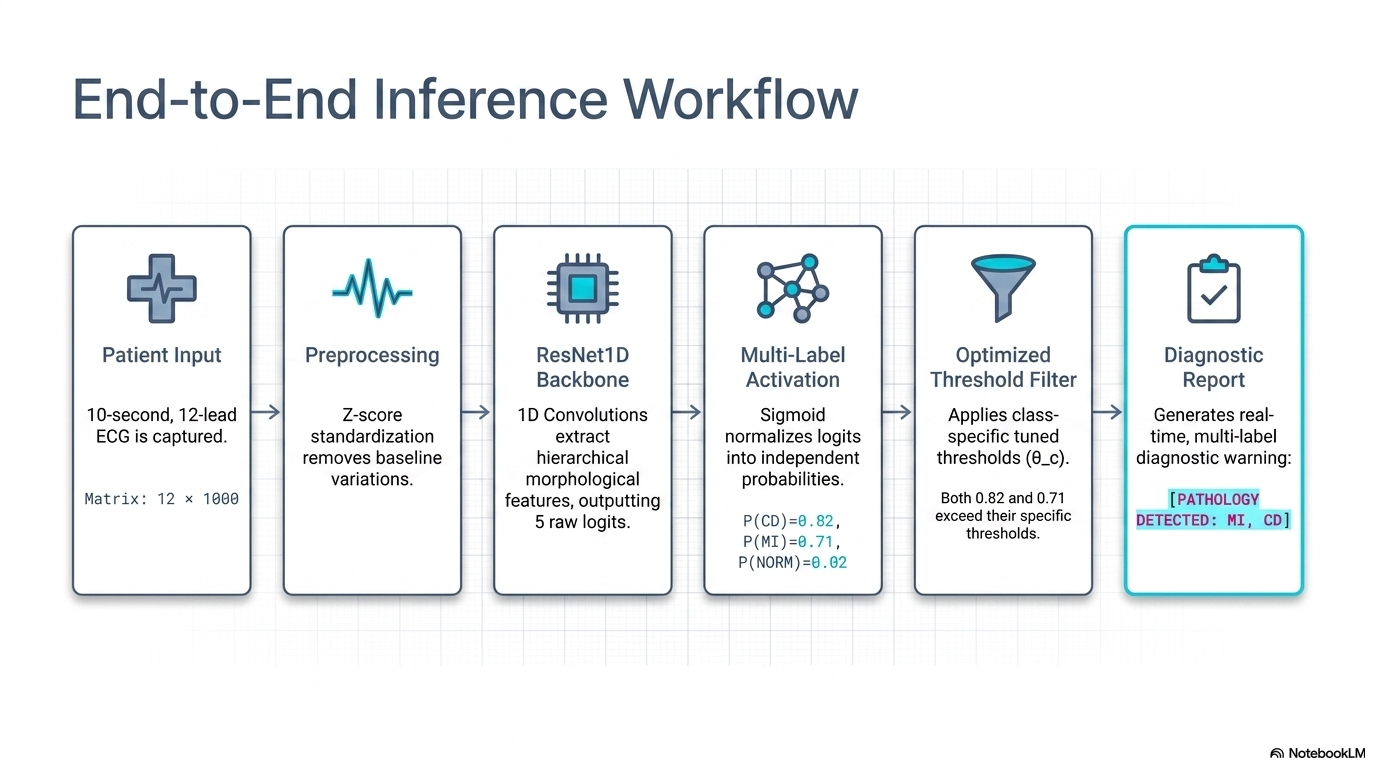 End-to-End Inference Workflow
Patient Input
10-second, 12-lead
ECG is captured.
Matrix: 12 × 1000
Preprocessing
Z-score
standardization
removes baseline
variations.
ResNet1D
Backbone
1D Convolutions
extract
hierarchical
morphological
features, outputting
5 raw logits.
Multi-Label
Activation
Sigmoid
normalizes logits
into independent
probabilities.
P(CD)=0.82,
P(MI)=0.71,
P(NORM)=0.02
Optimized
Threshold Filter
Applies class-
specific tuned
thresholds (θ_c).
Both 0.82 and 0.71
exceed their specific
thresholds.
Diagnostic
Report
Generates real-
time, multi-label
diagnostic warning:
[PATHOLOGY
DETECTED: MI, CD]
NotebookLM